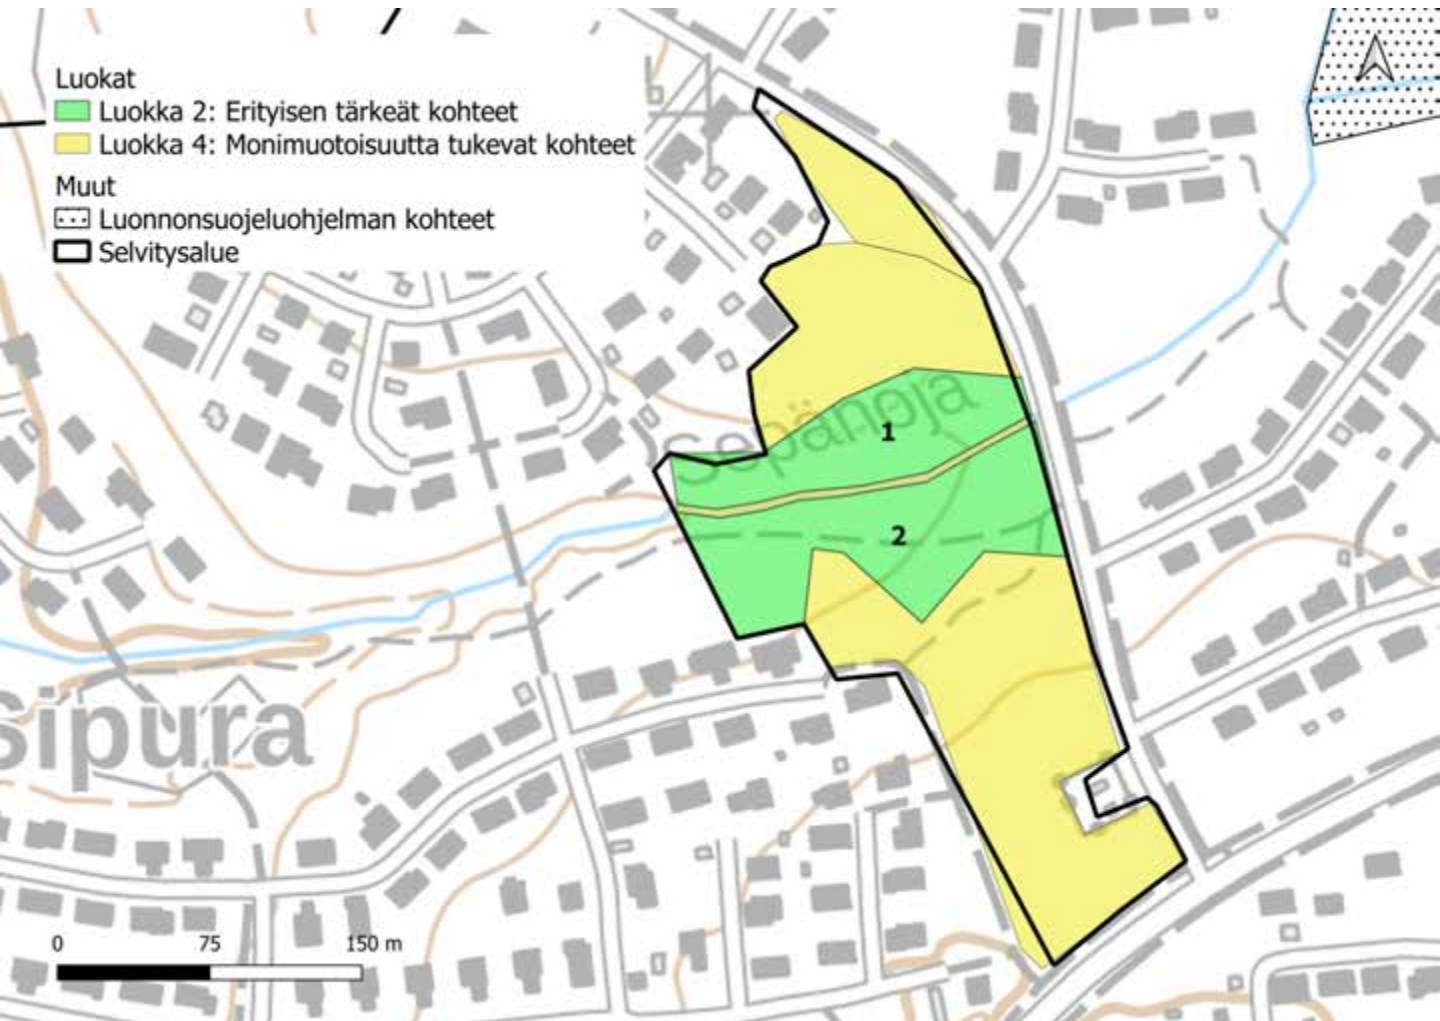 Luokat
Luokka 2: Erityisen tärkeät kohteet
Luokka 4: Monimuotoisuutta tukevat kohteet
Muut
Luonnonsuojeluohjelman kohteet
Selvitysalue
Sepänoja
1
2
Sipura
0 75 150 m